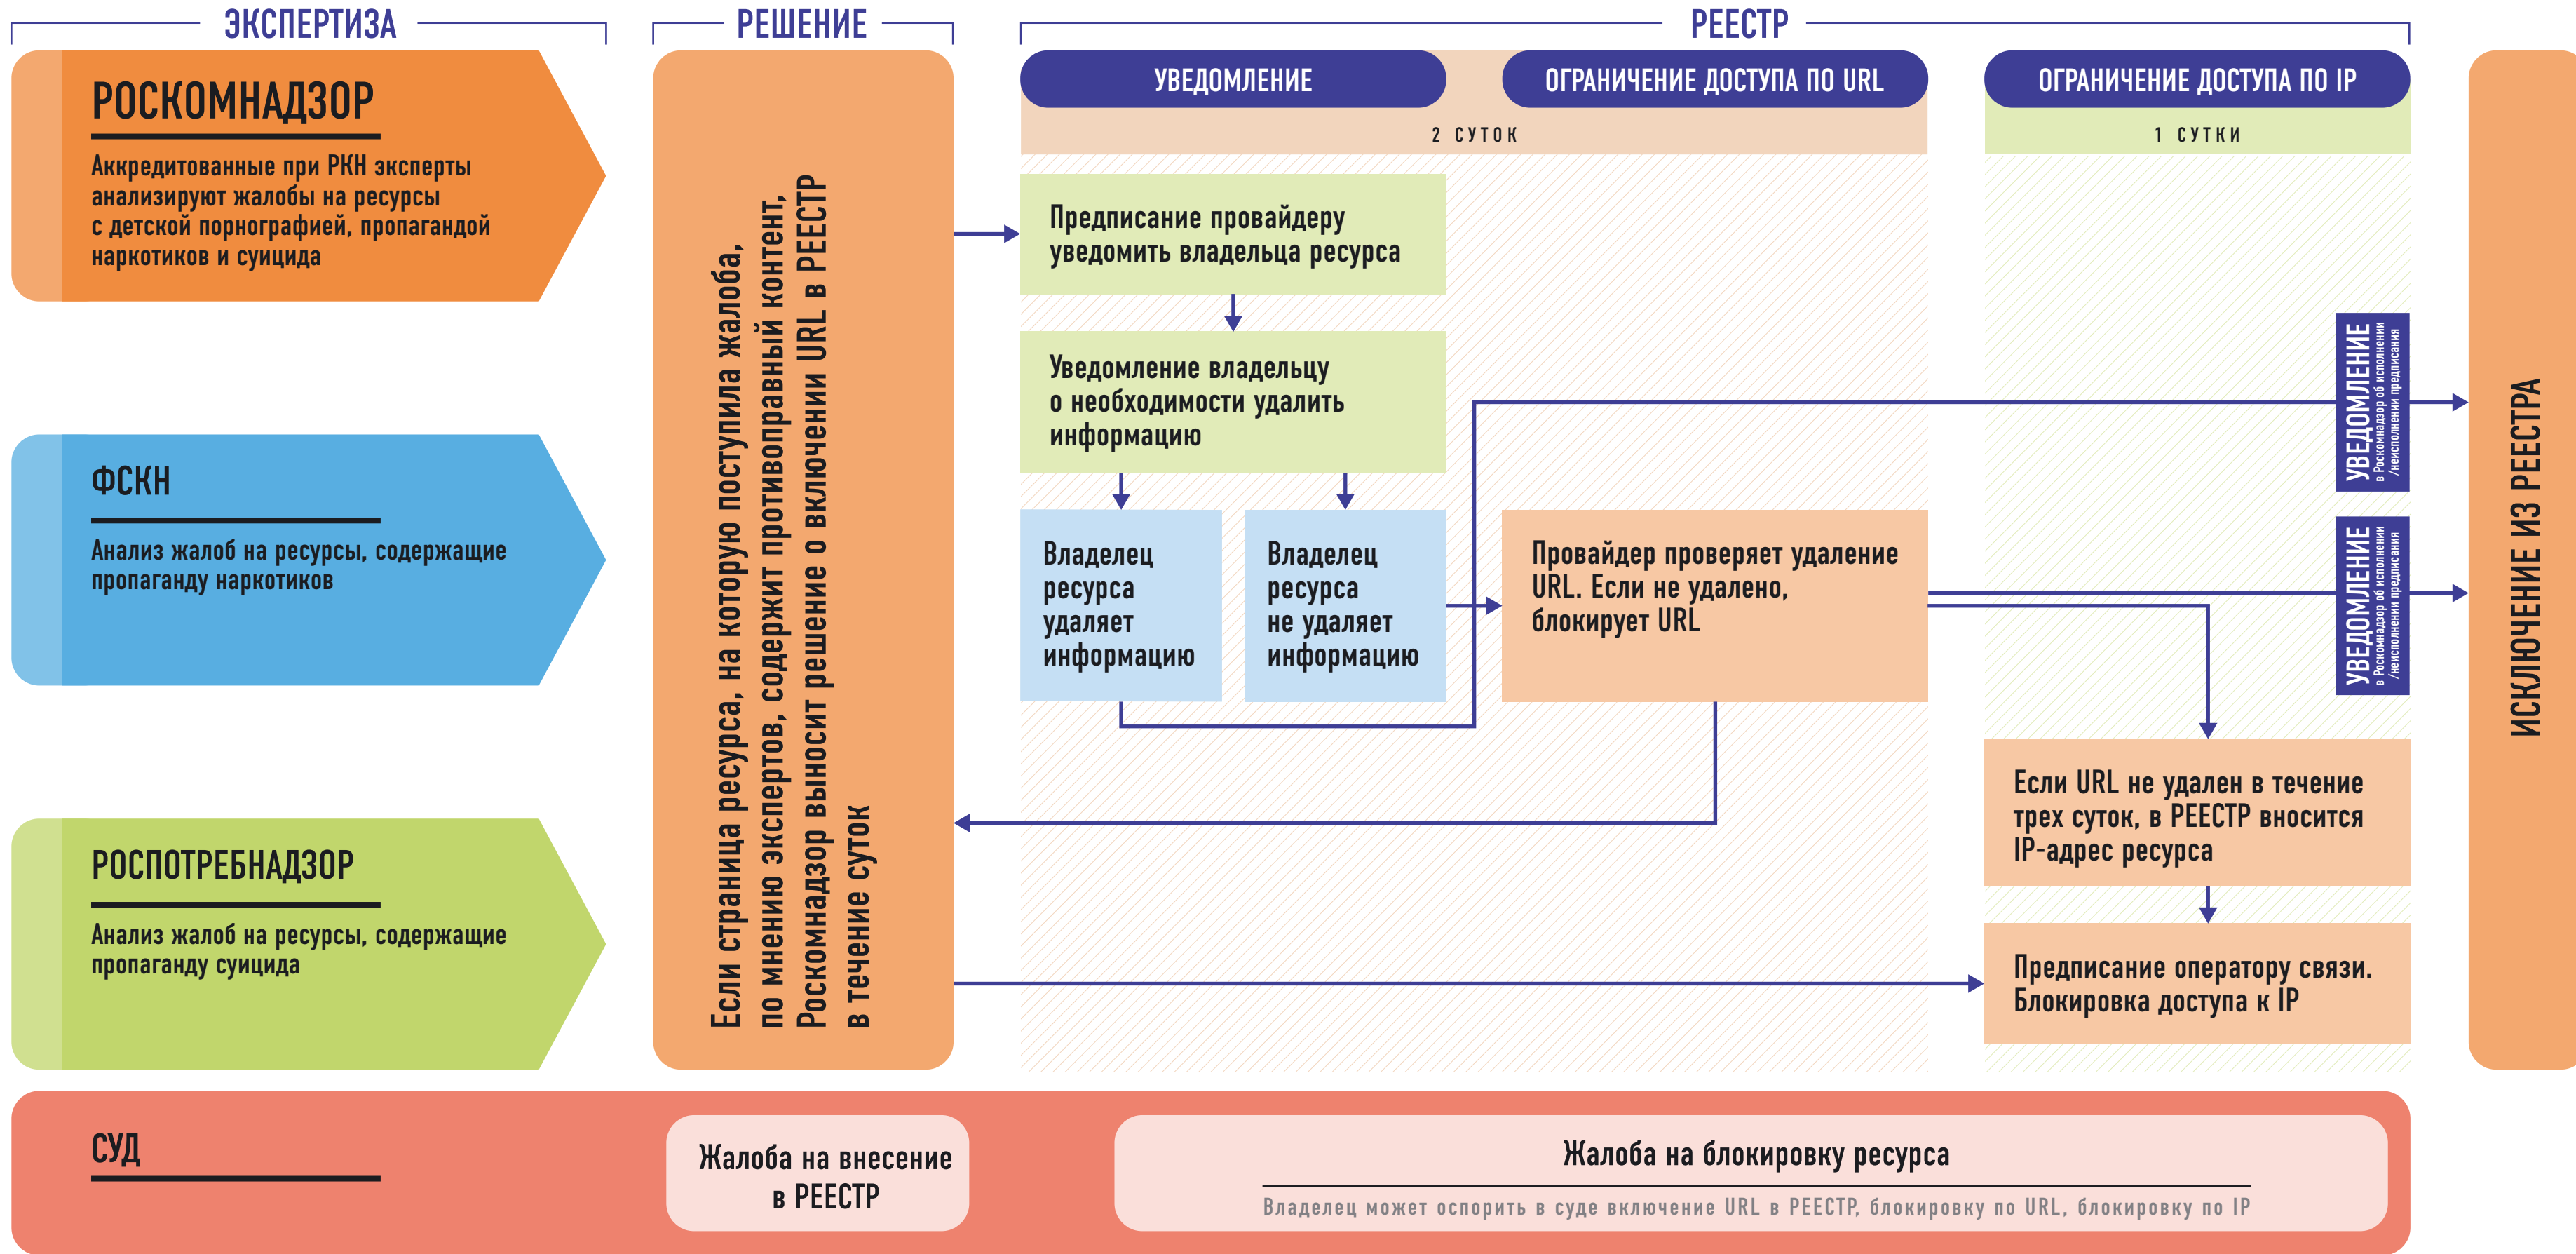 ЭКСПЕРТИЗА
РЕШЕНИЕ
РЕЕСТР
РОСКОМНАДЗОР
Аккредитованные при РКН эксперты
анализируют жалобы на ресурсы
с детской порнографией, пропагандой
наркотиков и суицида
ФСКН
Анализ жалоб на ресурсы, содержащие
пропаганду наркотиков
РОСПОТРЕБНАДЗОР
Анализ жалоб на ресурсы, содержащие
пропаганду суицида
Если страница ресурса, на которую поступила жалоба,
по мнению экспертов, содержит противоправный контент,
Роскомнадзор выносит решение о включении URL в РЕЕСТР
в течение суток
УВЕДОМЛЕНИЕ
ОГРАНИЧЕНИЕ ДОСТУПА ПО URL
2 СУТОК
ОГРАНИЧЕНИЕ ДОСТУПА ПО IP
1 СУТКИ
Предписание провайдеру
уведомить владельца ресурса
Уведомление владельцу
о необходимости удалить
информацию
Владелец
ресурса
удаляет
информацию
Владелец
ресурса
не удаляет
информацию
Провайдер проверяет удаление
URL. Если не удалено,
блокирует URL
УВЕДОМЛЕНИЕ
в Роскомнадзор об исполнении
/неисполнении предписания
УВЕДОМЛЕНИЕ
в Роскомнадзор об исполнении
/неисполнении предписания
Если URL не удален в течение
трех суток, в РЕЕСТР вносится
IP-адрес ресурса
Предписание оператору связи.
Блокировка доступа к IP
ИСКЛЮЧЕНИЕ ИЗ РЕЕСТРА
СУД
Жалоба на внесение
в РЕЕСТР
Жалоба на блокировку ресурса
Владелец может оспорить в суде включение URL в РЕЕСТР, блокировку по URL, блокировку по IP